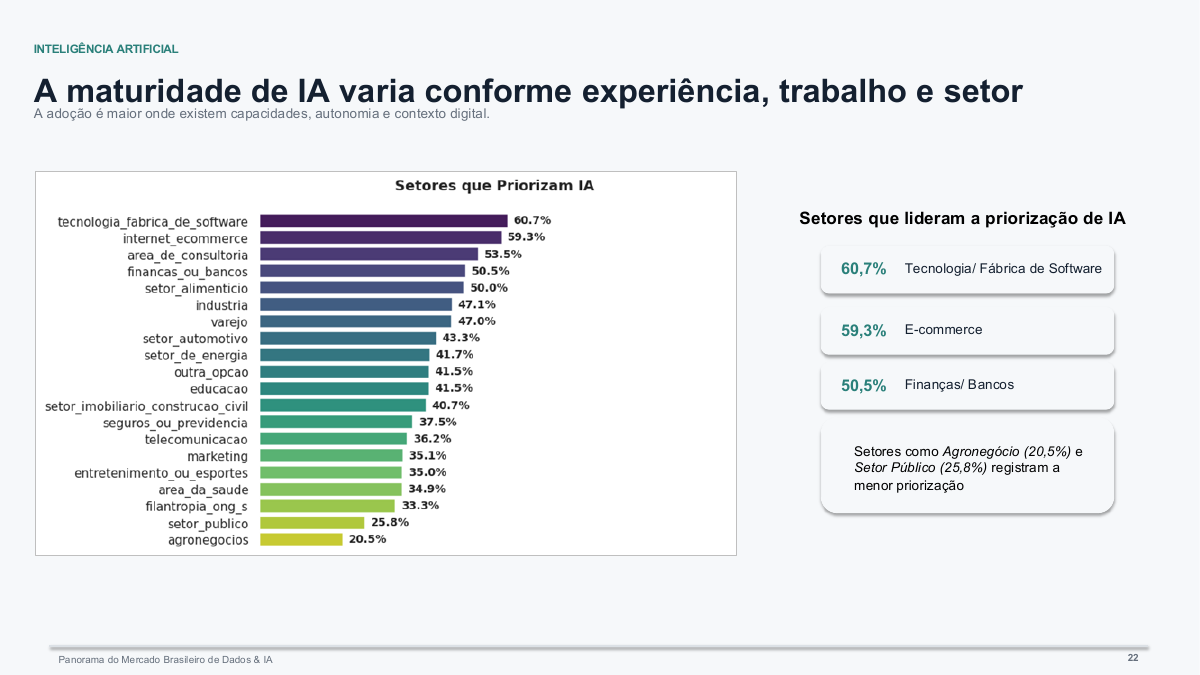 INTELIGÊNCIA ARTIFICIAL
A maturidade de IA varia conforme experiência, trabalho e setor
A adoção é maior onde existem capacidades, autonomia e contexto digital.
Setores que Priorizam IA
tecnologia_fabrica_de_software 60.7%
internet_ecommerce 59.3%
area_de_consultoria 53.5%
financas_ou_bancos 50.5%
setor_alimenticio 50.0%
industria 47.1%
varejo 47.0%
setor_automotivo 43.3%
setor_de_energia 41.7%
outra_opcao 41.5%
educacao 41.5%
setor_imobiliario_construcao_civil 40.7%
seguros_ou_previdencia 37.5%
telecomunicacao 36.2%
marketing 35.1%
entretenimento_ou_esportes 35.0%
area_da_saude 34.9%
filantropia_ong_s 33.3%
setor_publico 25.8%
agronegocios 20.5%
Setores que lideram a priorização de IA
60,7% Tecnologia/ Fábrica de Software
59,3% E-commerce
50,5% Finanças/ Bancos
Setores como Agronegócio (20,5%) e
Setor Público (25,8%) registram a
menor priorização
Panorama do Mercado Brasileiro de Dados & IA
22